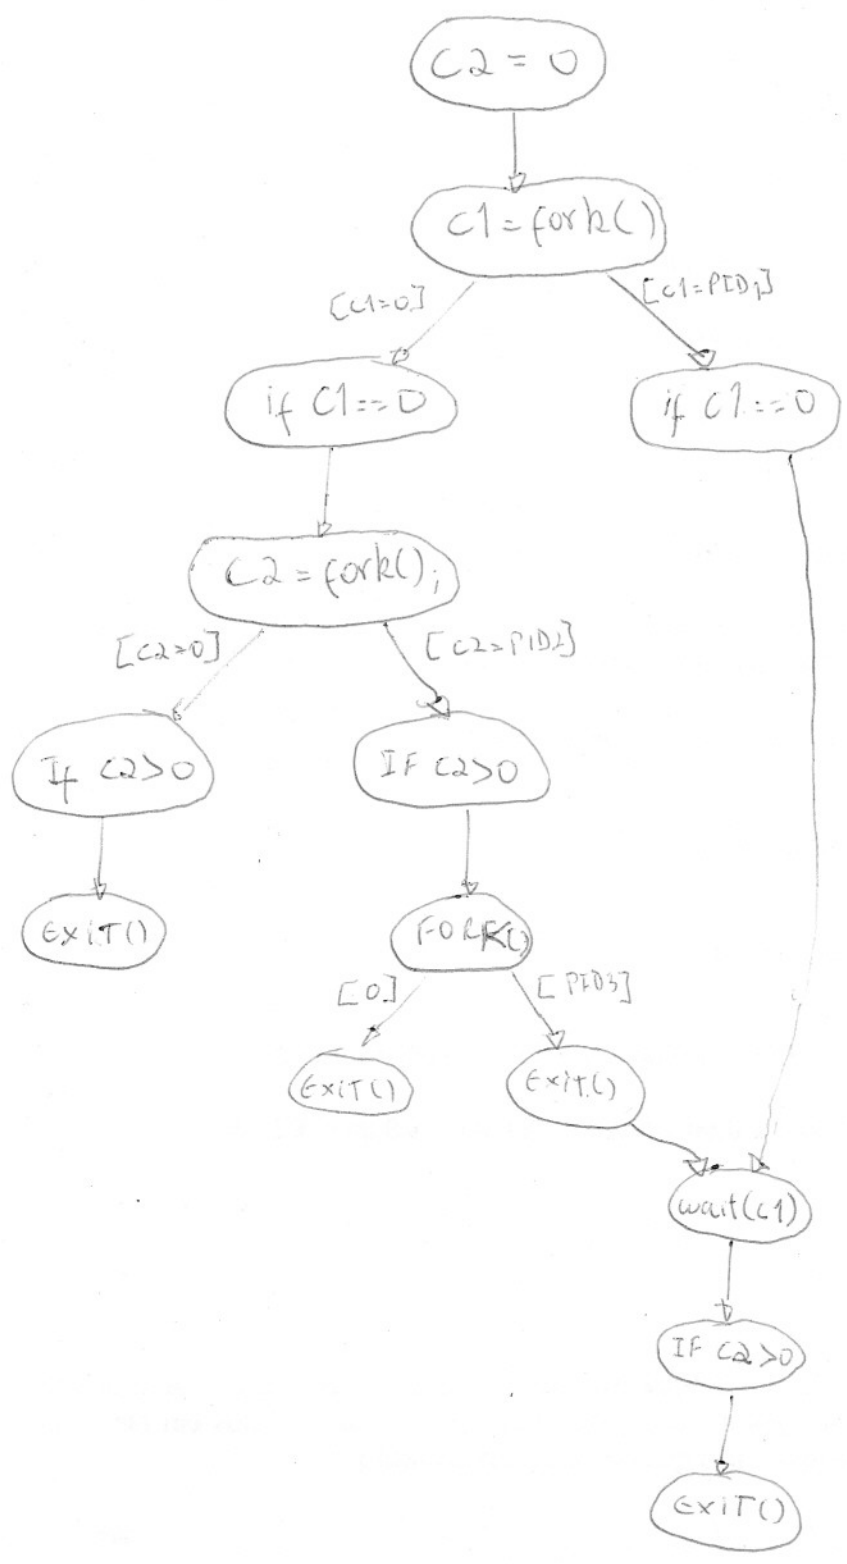 C2 = 0
C1 = fork()
[C1=0]
[C1=PID1]
if C1 == 0
if C1 == 0
C2 = fork();
[C2=0]
[C2=PID2]
If C2>0
IF C2>0
EXIT()
FORK()
[0]
[PID3]
EXIT()
EXIT()
wait(C1)
IF C2>0
EXIT()